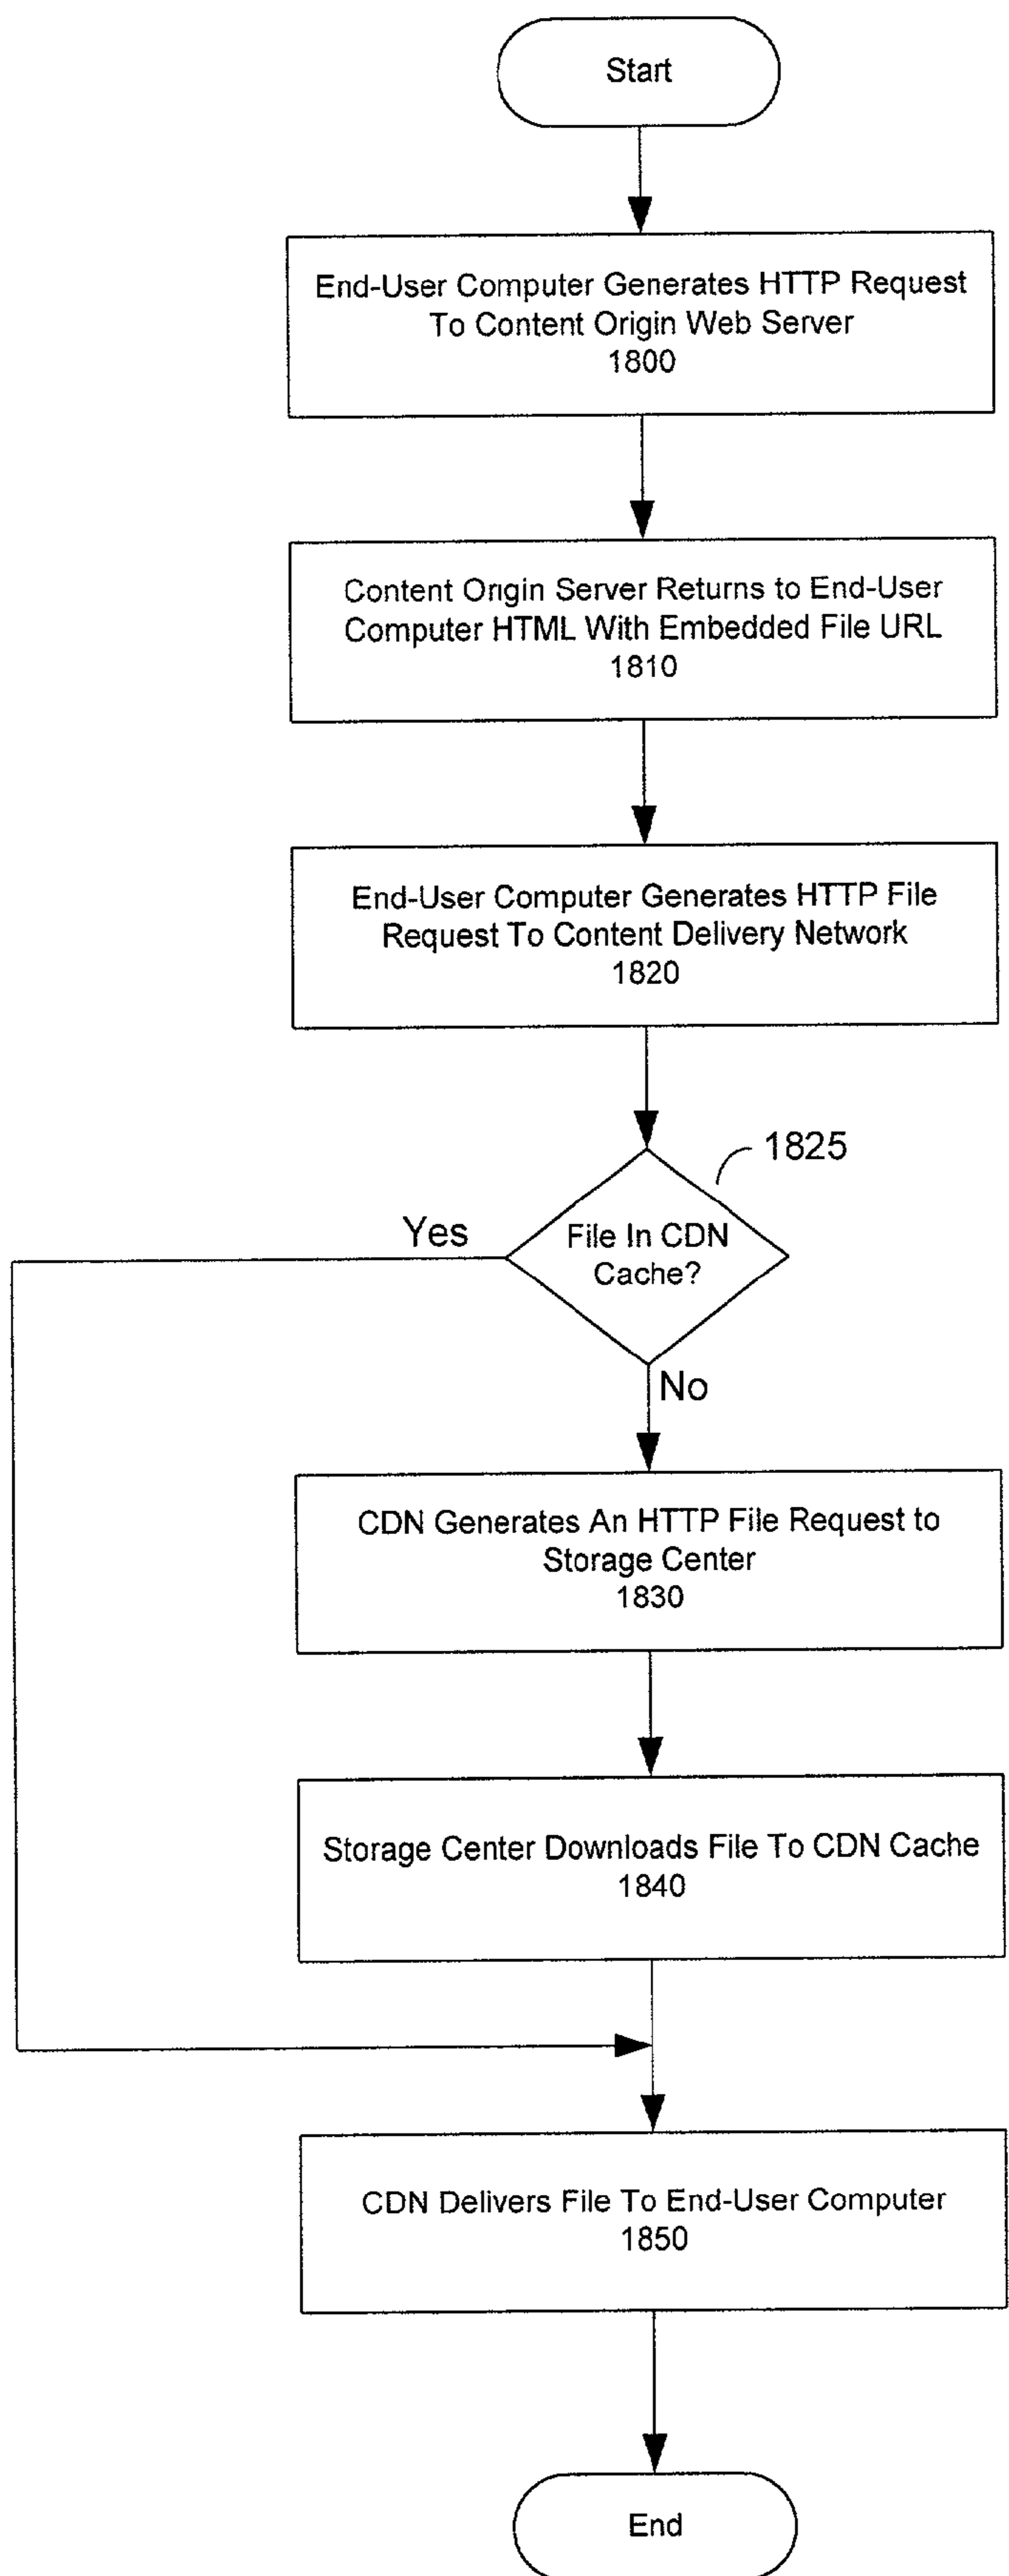 Start
End-User Computer Generates HTTP Request
To Content Origin Web Server
1800
Content Origin Server Returns to End-User
Computer HTML With Embedded File URL
1810
End-User Computer Generates HTTP File
Request To Content Delivery Network
1820
1825
File In CDN
Cache?
Yes
No
CDN Generates An HTTP File Request to
Storage Center
1830
Storage Center Downloads File To CDN Cache
1840
CDN Delivers File To End-User Computer
1850
End